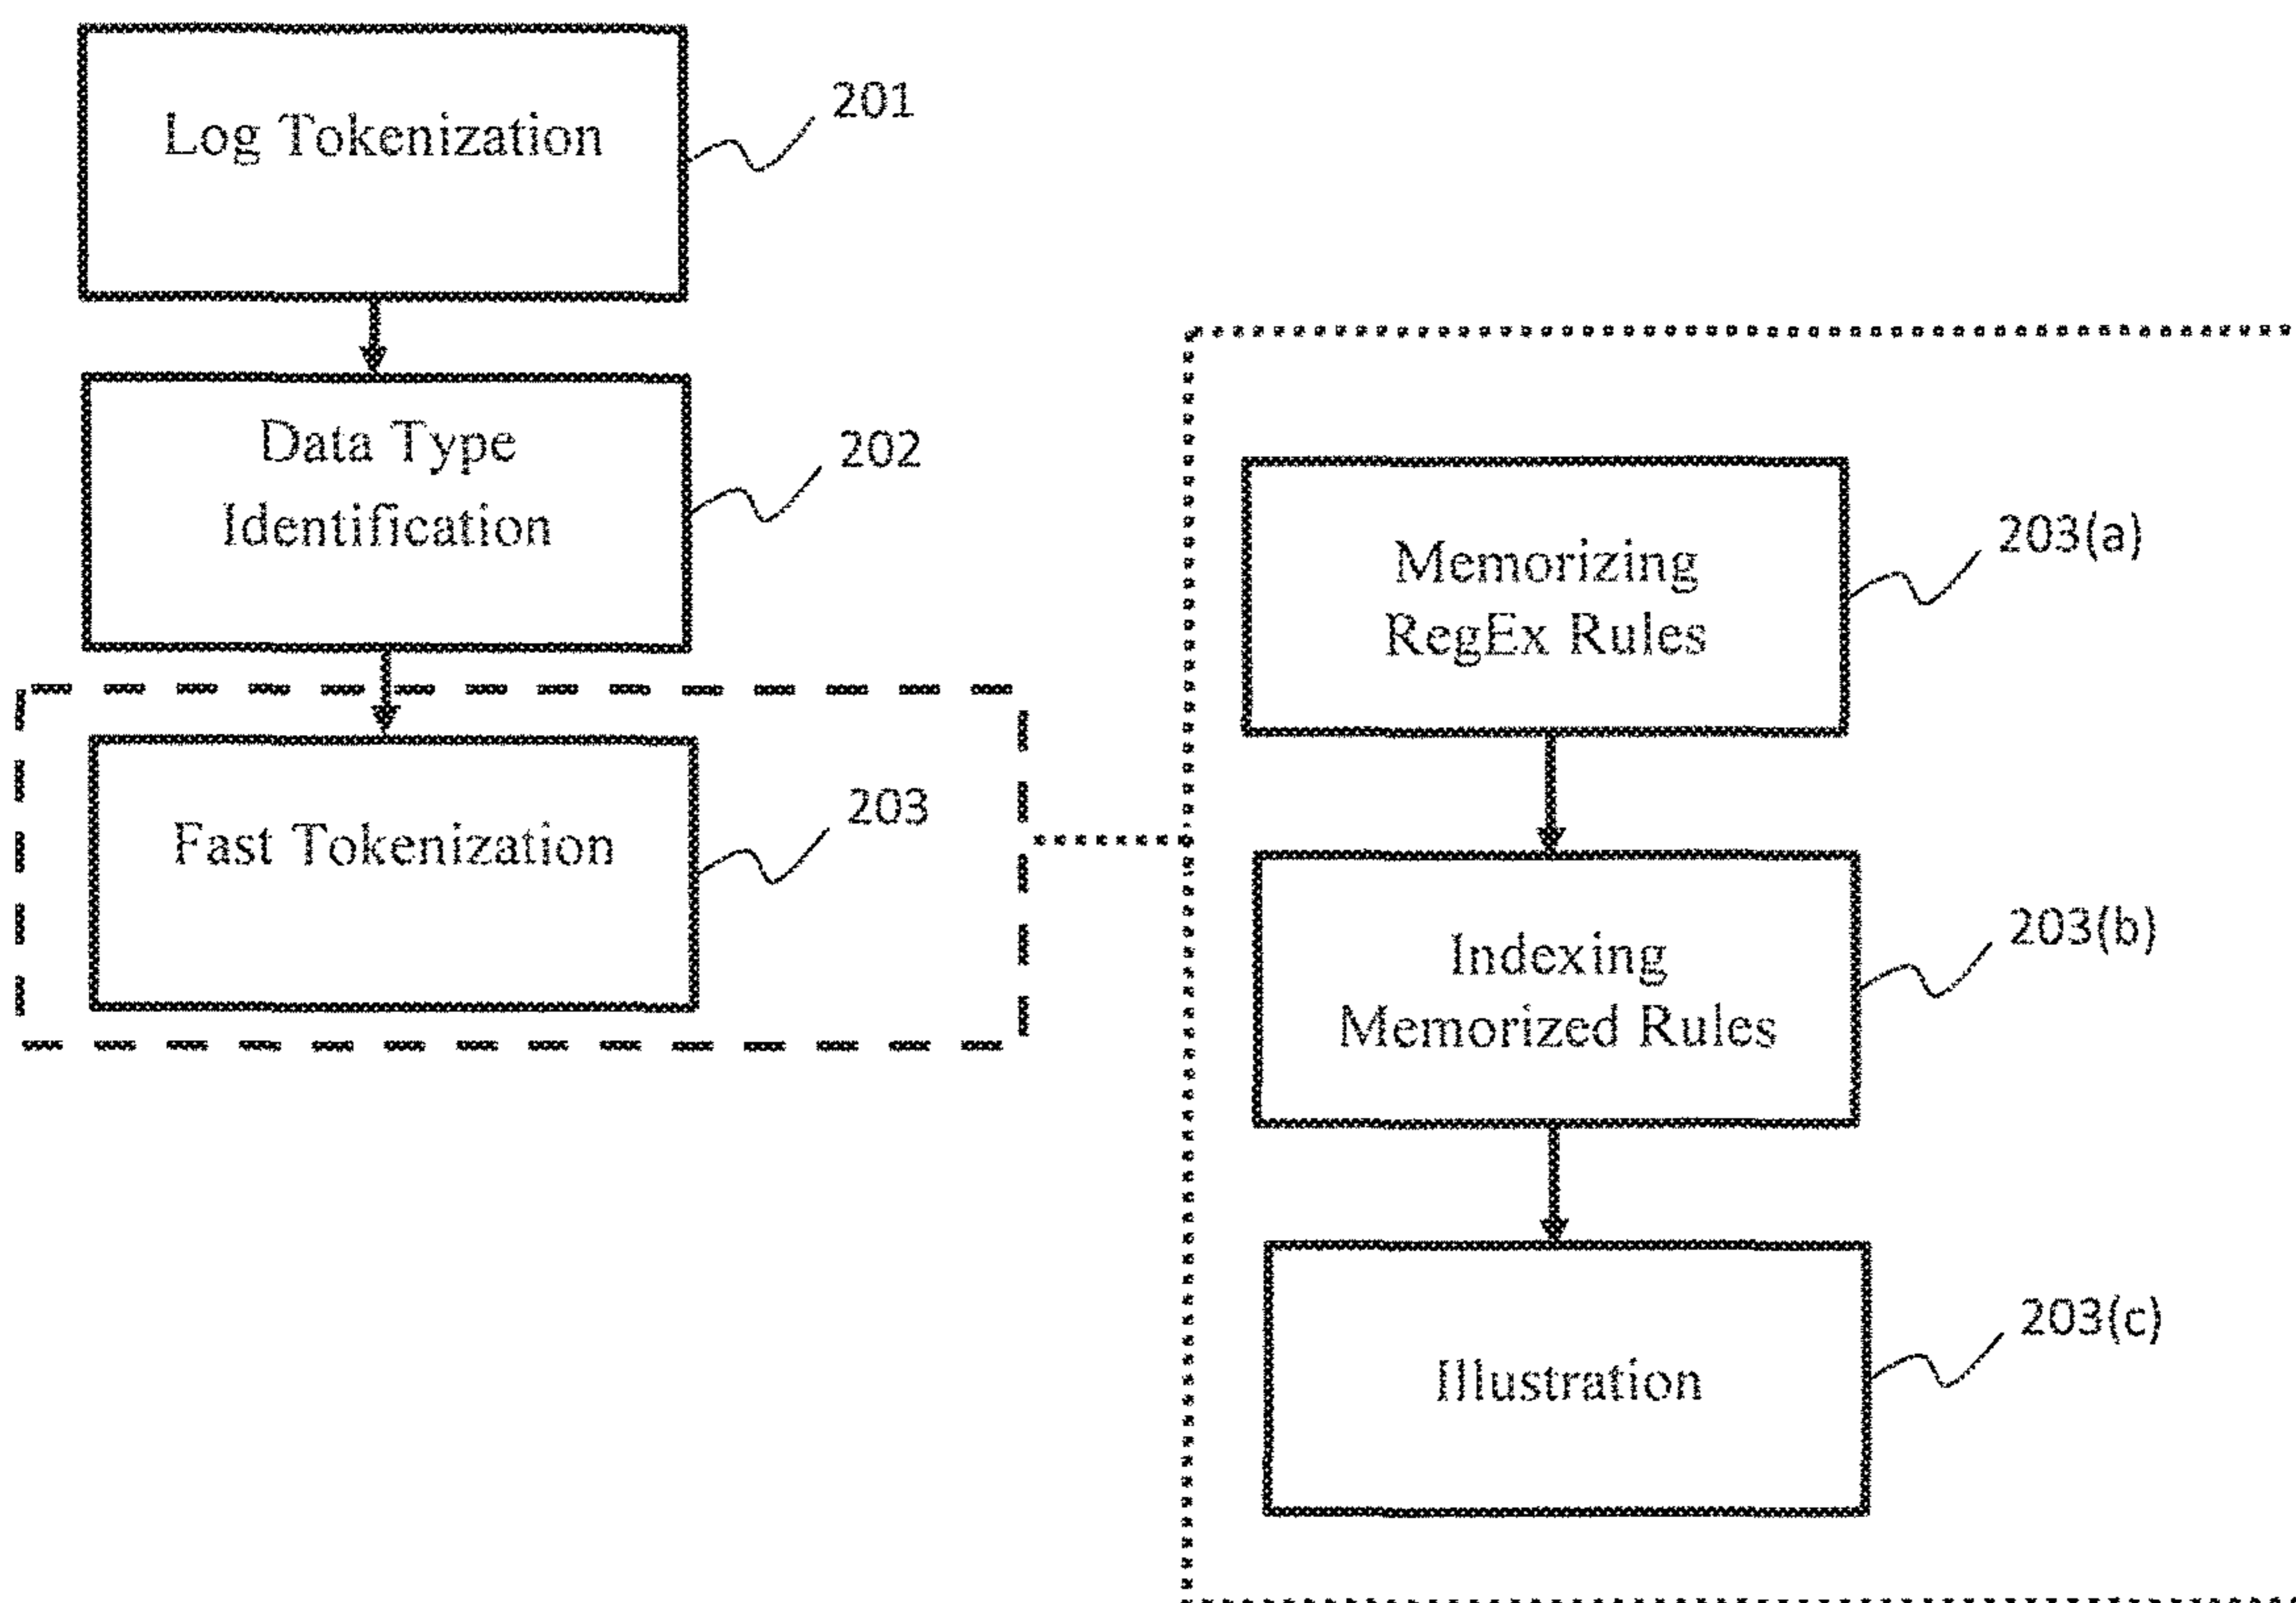 Log Tokenization
201
Data Type
Identification
202
Fast Tokenization
203
Memorizing
RegEx Rules
203(a)
Indexing
Memorized Rules
203(b)
Illustration
203(c)